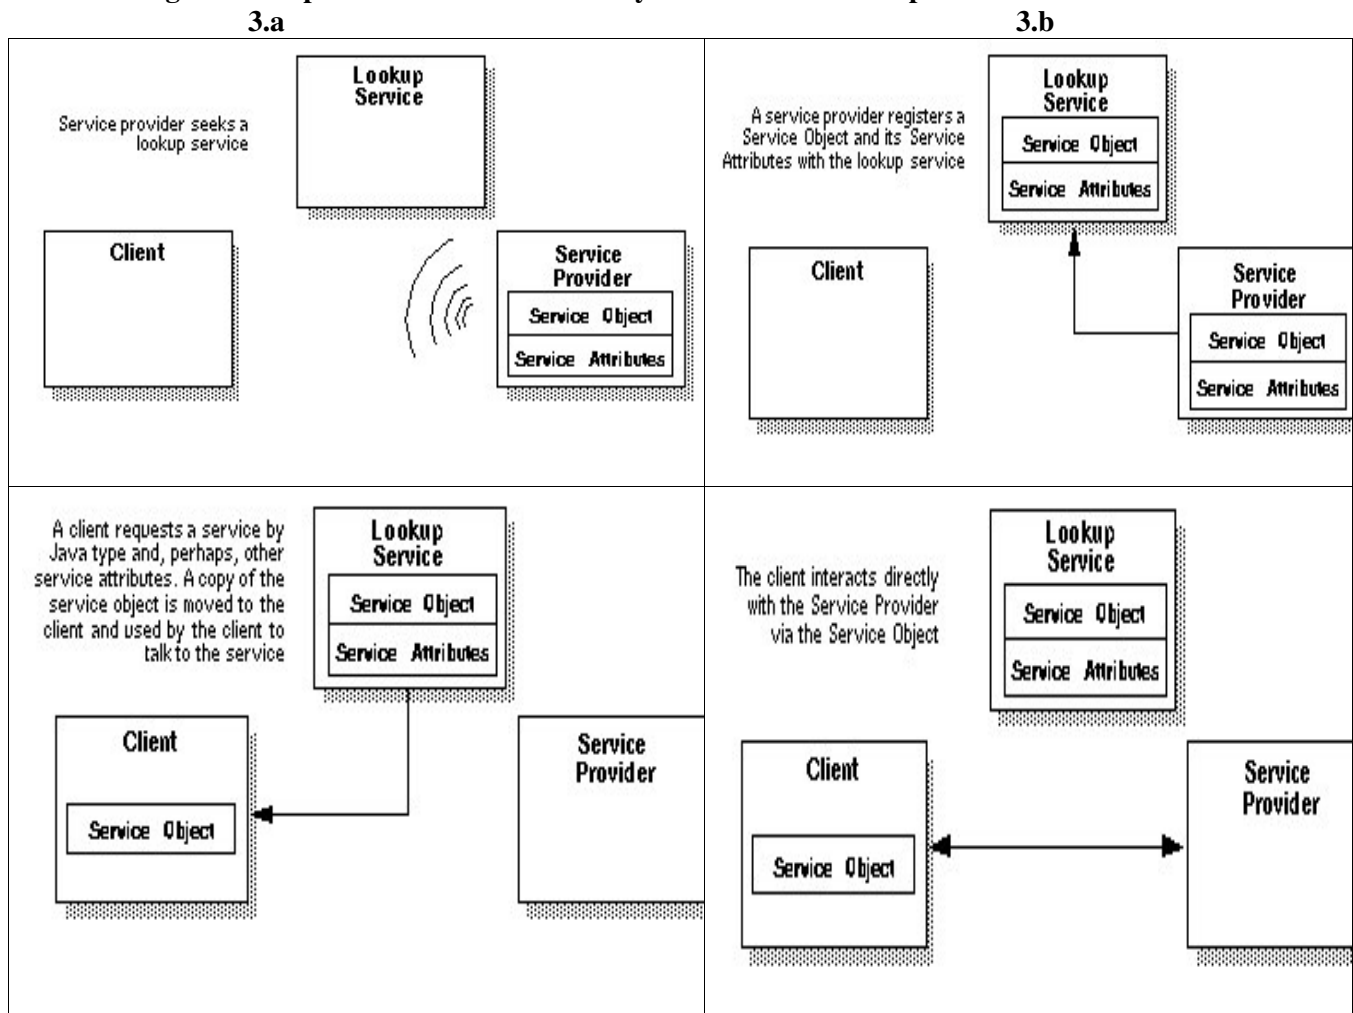 3.a
3.b
Service provider seeks a
lookup service
Lookup
Service
Client
Service
Provider
Service Object
Service Attributes
A service provider registers a
Service Object and its Service
Attributes with the lookup service
Lookup
Service
Service Object
Service Attributes
Client
Service
Provider
Service Object
Service Attributes
A client requests a service by
Java type and, perhaps, other
service attributes. A copy of the
service object is moved to the
client and used by the client to
talk to the service
Lookup
Service
Service Object
Service Attributes
Client
Service Object
Service
Provider
The client interacts directly
with the Service Provider
via the Service Object
Lookup
Service
Service Object
Service Attributes
Client
Service Object
Service
Provider